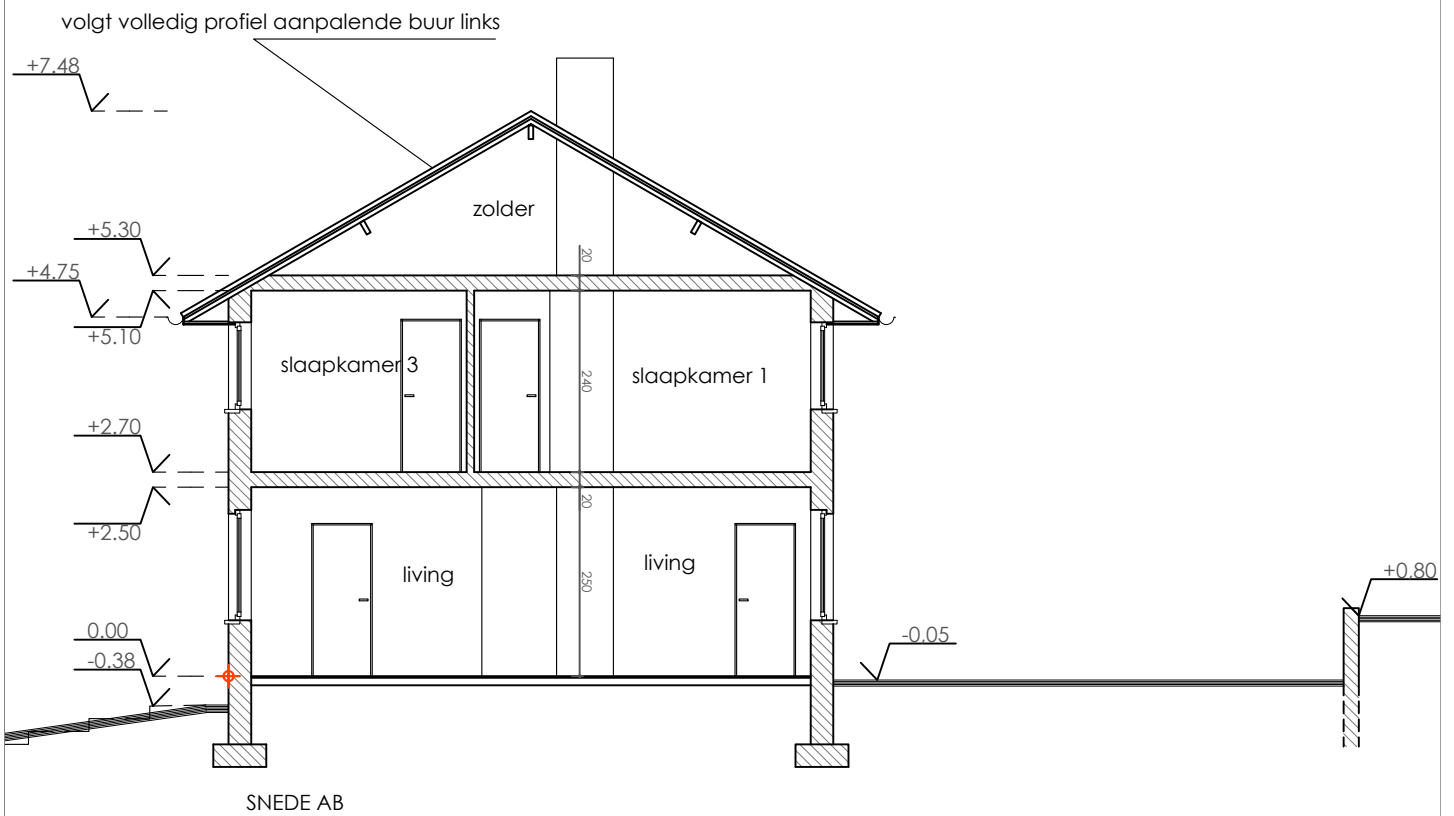 volgt volledig profiel aanpalende buur links
+7.48
zolder
+5.30
20
+4.75
+5.10
slaapkamer 3
240
slaapkamer 1
+2.70
20
+2.50
living
living
250
+0.80
0.00
-0.05
-0.38
SNEDE AB